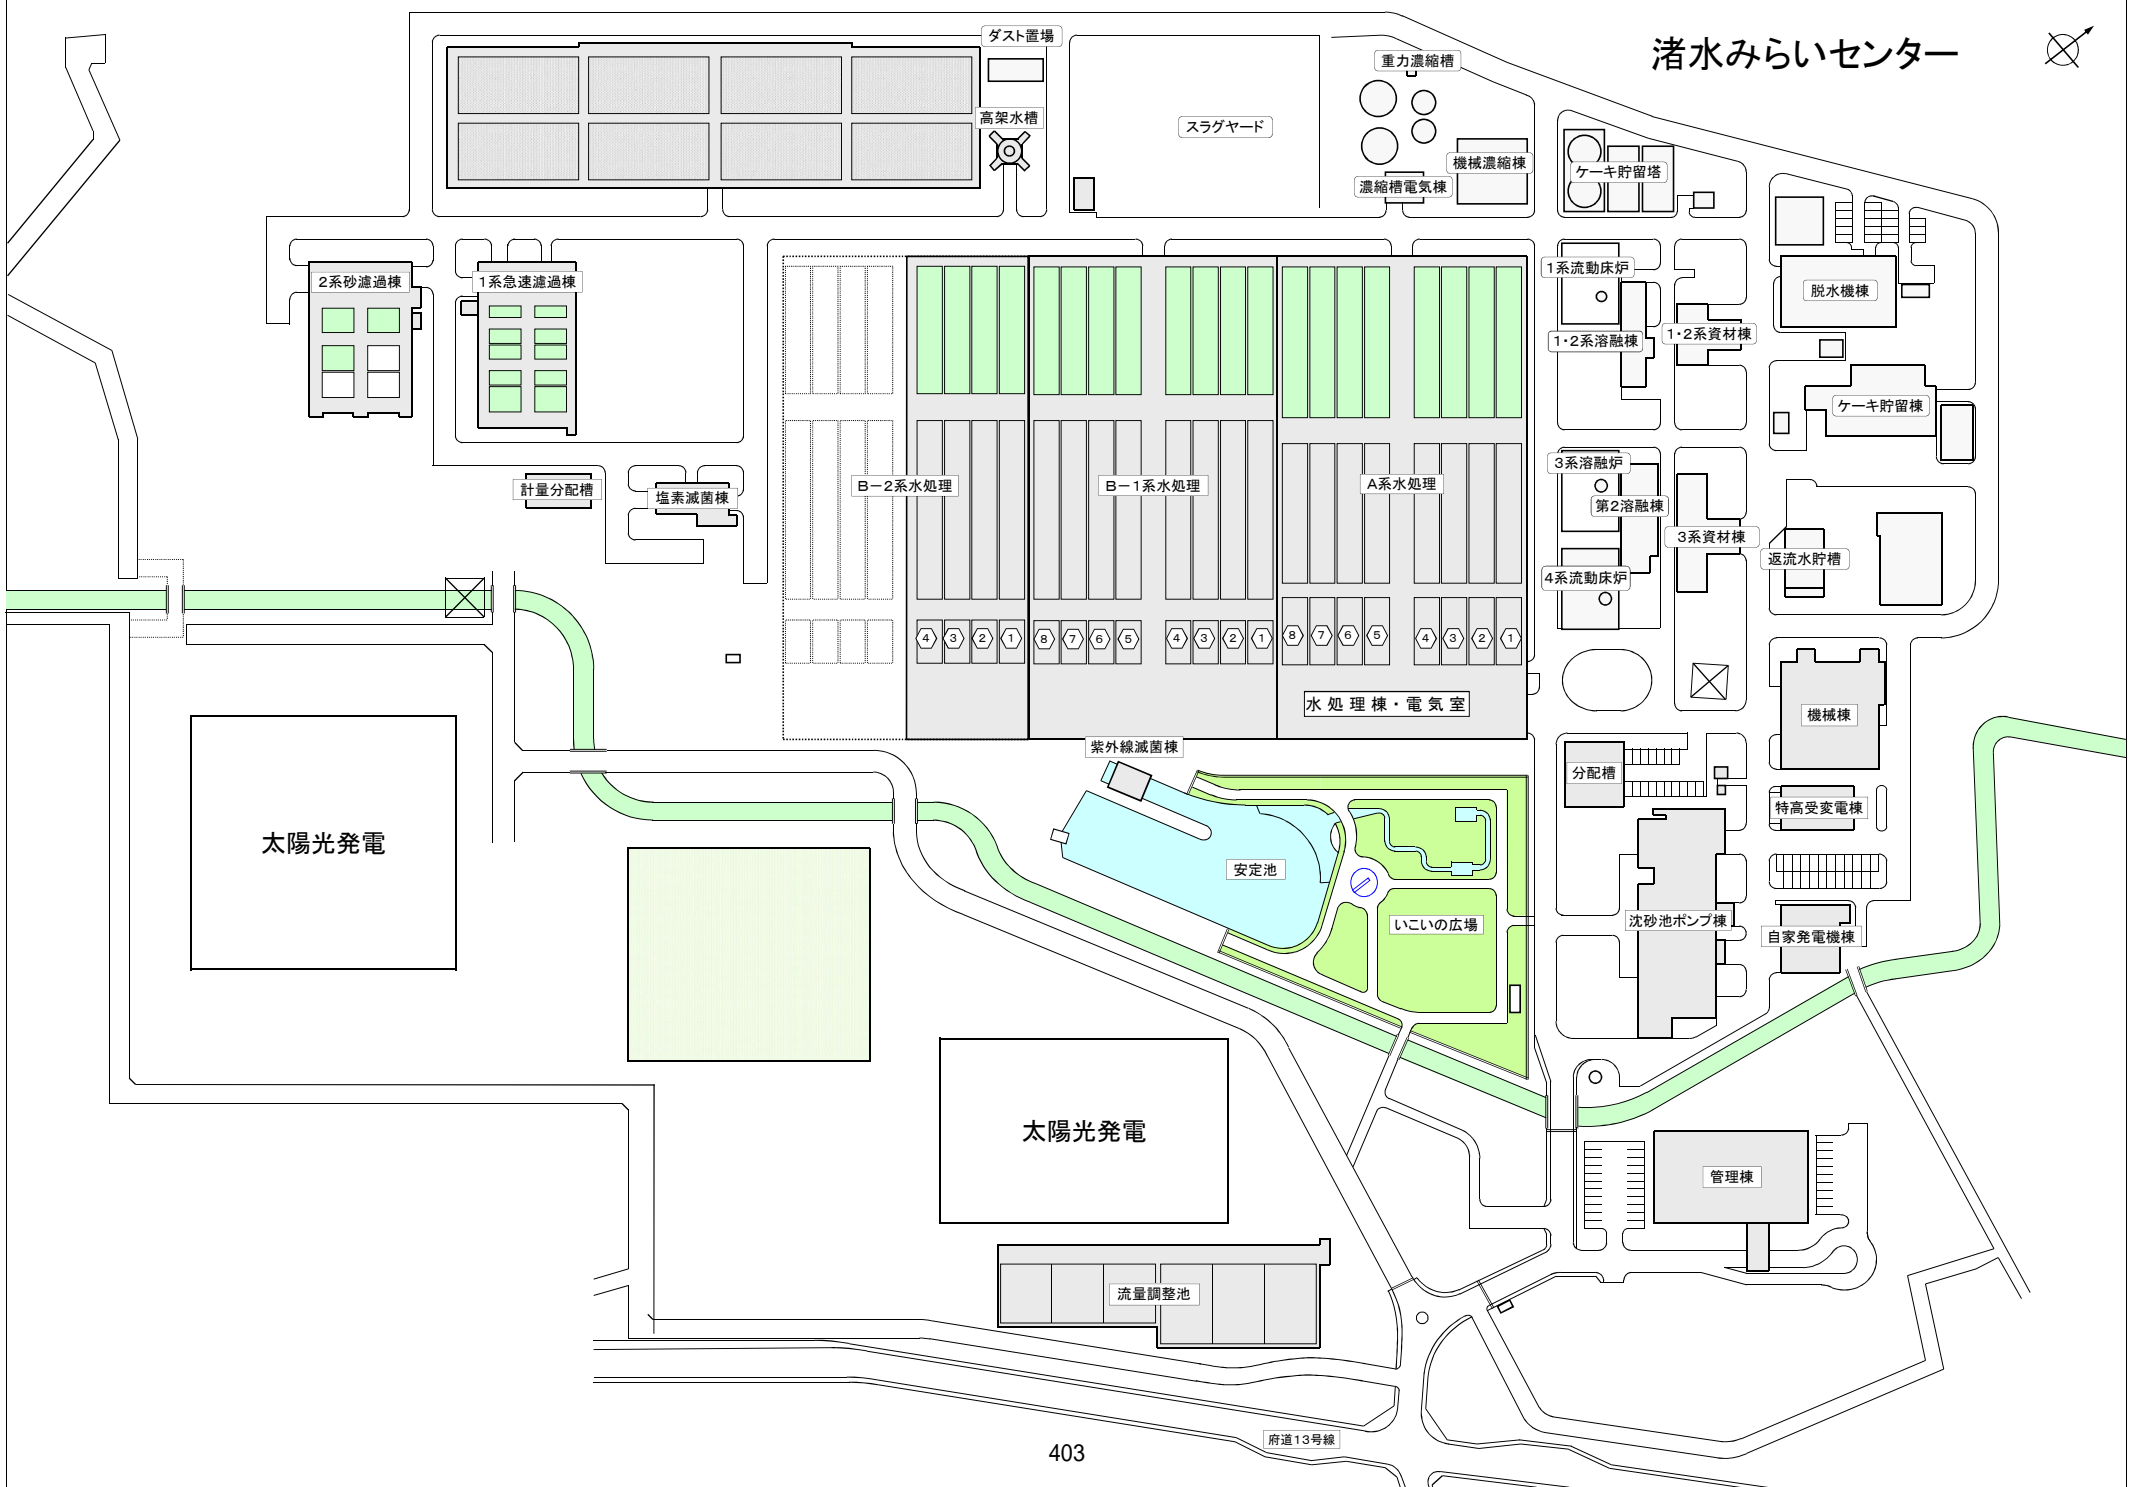 渚水みらいセンター
ダスト置場
重力濃縮槽
高架水槽
スラグヤード
機械濃縮棟
濃縮槽電気棟
ケーキ貯留塔
2系砂濾過棟
1系急速濾過棟
1系流動床炉
脱水機棟
1・2系溶融棟
1・2系資材棟
ケーキ貯留棟
計量分配槽
塩素滅菌棟
B－2系水処理
B－1系水処理
A系水処理
3系溶融炉
第2溶融棟
3系資材棟
返流水貯槽
4系流動床炉
4 3 2 1 8 7 6 5 4 3 2 1 8 7 6 5 4 3 2 1
水処理棟・電気室
機械棟
紫外線滅菌棟
分配槽
特高受変電棟
太陽光発電
安定池
いこいの広場
沈砂池ポンプ棟
自家発電機棟
太陽光発電
管理棟
流量調整池
府道13号線
403